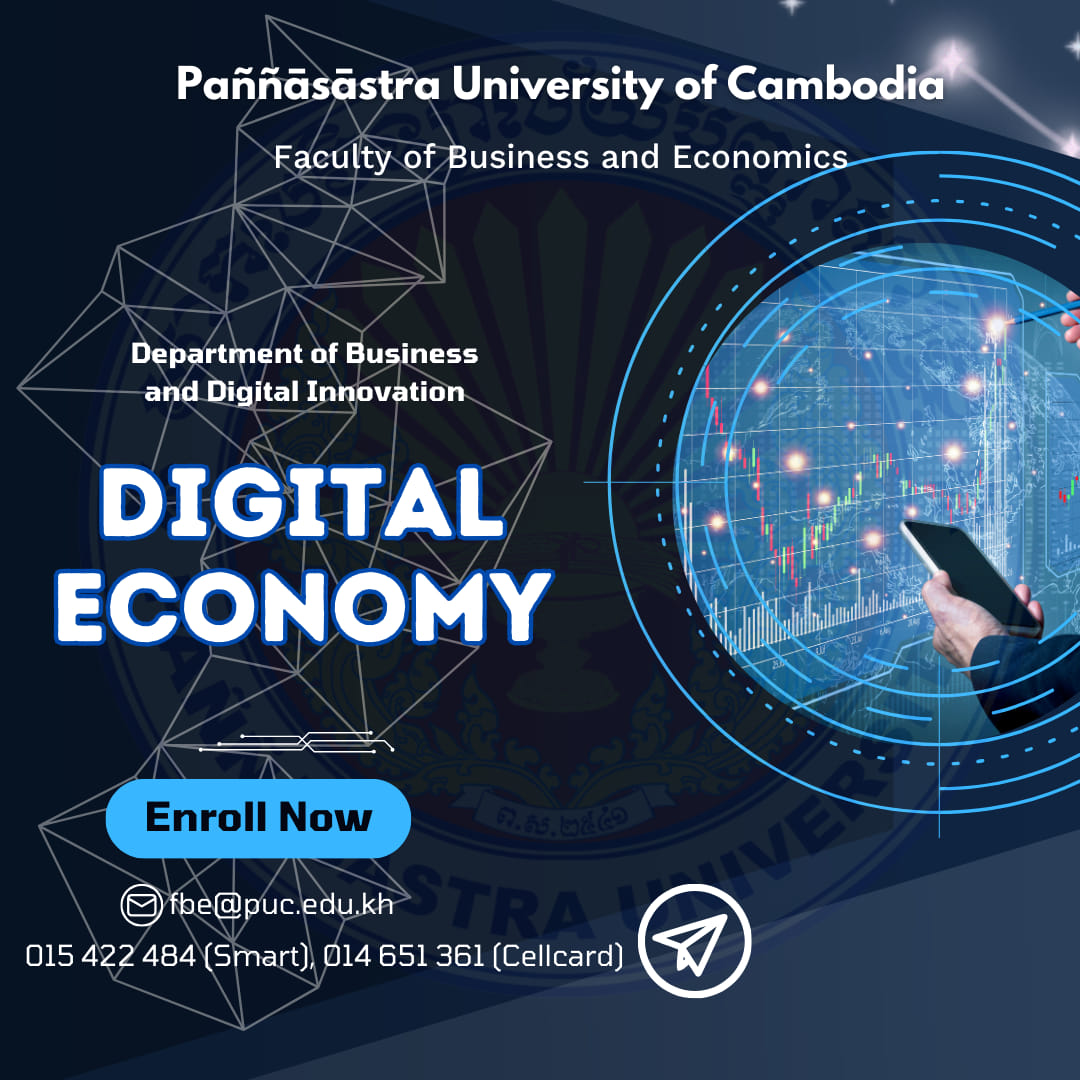 Paññāsāstra University of Cambodia
Faculty of Business and Economics
Department of Business
and Digital Innovation
DIGITAL
ECONOMY
Enroll Now
fbe@puc.edu.kh
015 422 484 (Smart), 014 651 361 (Cellcard)